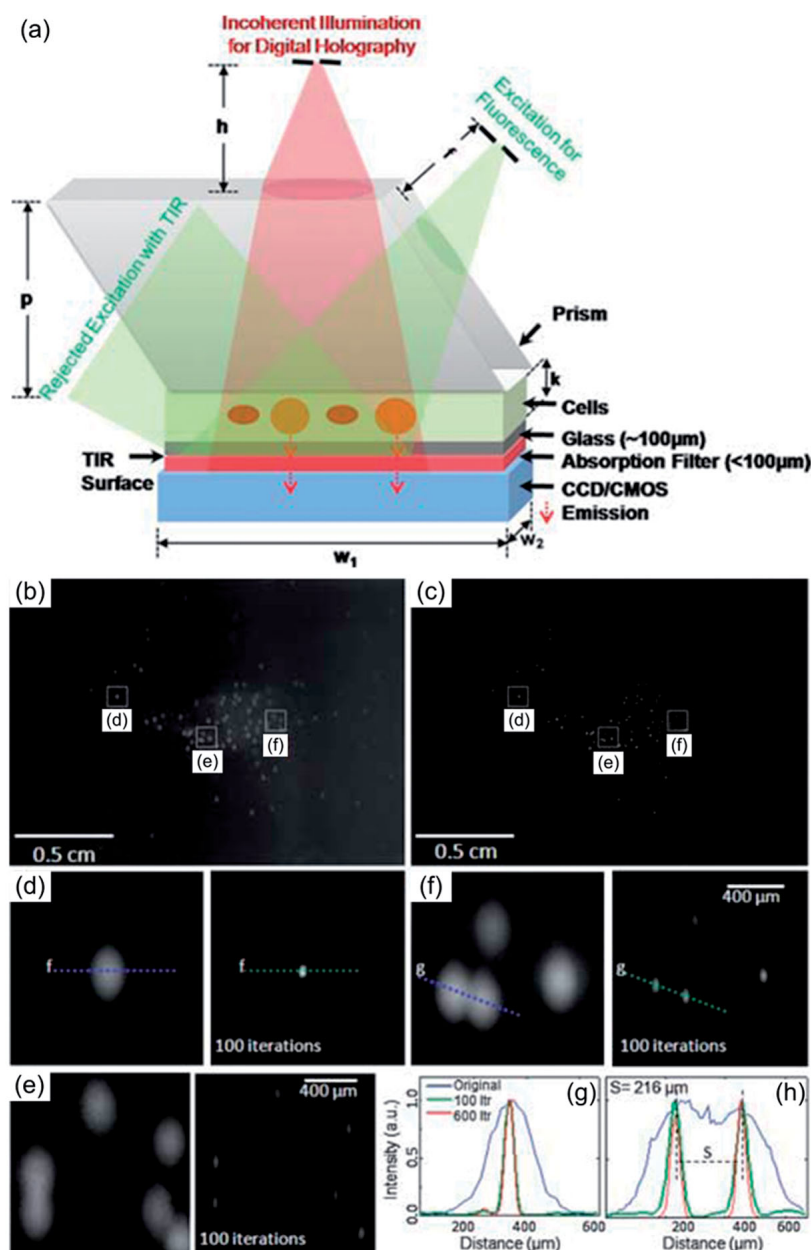 (a)
Incoherent Illumination
for Digital Holography
h
Excitation for
Fluorescence
f
Rejected Excitation with TIR
p
Prism
k
Cells
Glass (~100μm)
TIR
Surface
Absorption Filter (<100μm)
CCD/CMOS
Emission
w1
w2
(b)
(d)
(e)
(f)
0.5 cm
(c)
(d)
(e)
(f)
0.5 cm
(d)
f
f
100 iterations
(f)
g
400 μm
g
100 iterations
(e)
400 μm
100 iterations
(g)
Original
100 Itr
600 Itr
Intensity (a.u.)
1.0
0.5
0.0
200 400 600
Distance (μm)
(h)
S= 216 μm
S
200 400 600
Distance (μm)